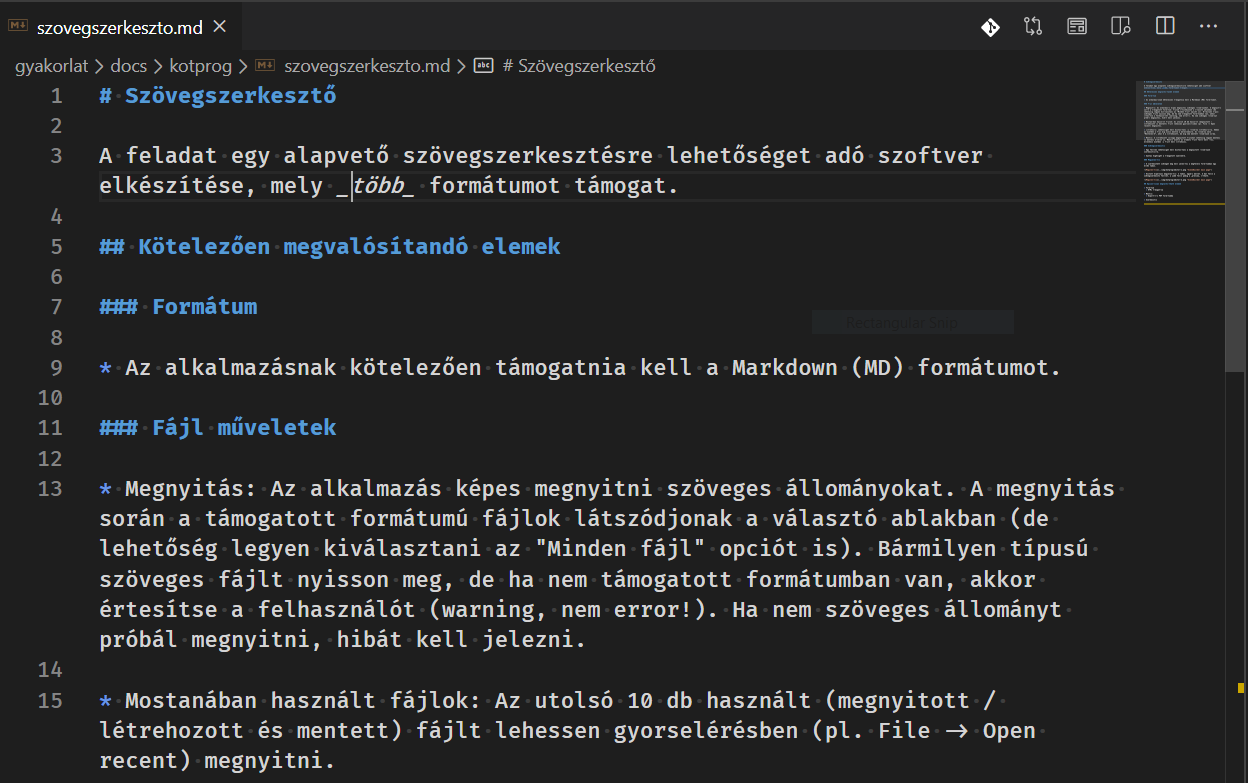 szovegszerkeszto.md
gyakorlat > docs > kotprog > szovegszerkeszto.md > # Szövegszerkesztő
1 # Szövegszerkesztő
2
3 A feladat egy alapvető szövegszerkesztésre lehetőséget adó szoftver
elkészítése, mely _több_ formátumot támogat.
4
5 ## Kötelezően megvalósítandó elemek
6
7 ### Formátum
8
Rectangular Snip
9 * Az alkalmazásnak kötelezően támogatnia kell a Markdown (MD) formátumot.
10
11 ### Fájl műveletek
12
13 * Megnyitás: Az alkalmazás képes megnyitni szöveges állományokat. A megnyitás
során a támogatott formátumú fájlok látszódjonak a választó ablakban (de
lehetőség legyen kiválasztani az "Minden fájl" opciót is). Bármilyen típusú
szöveges fájlt nyisson meg, de ha nem támogatott formátumban van, akkor
értesítse a felhasználót (warning, nem error!). Ha nem szöveges állományt
próbál megnyitni, hibát kell jelezni.
14
15 * Mostanában használt fájlok: Az utolsó 10 db használt (megnyitott /
létrehozott és mentett) fájlt lehessen gyorselérésben (pl. File -> Open
recent) megnyitni.